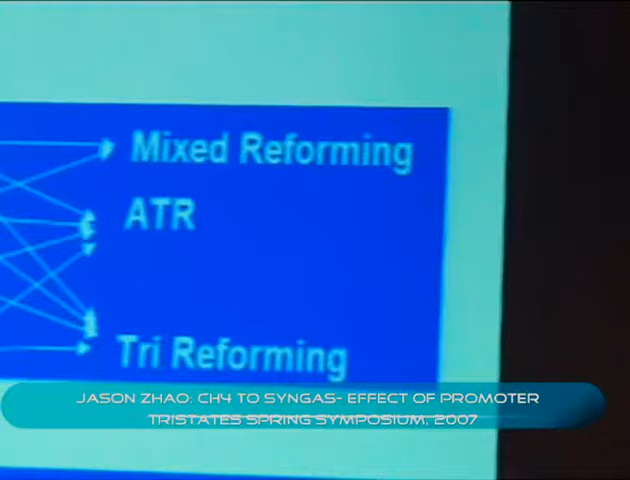 Mixed Reforming
ATR
Tri Reforming
JASON ZHAO: CH4 TO SYNGAS- EFFECT OF PROMOTER
TRISTATES SPRING SYMPOSIUM, 2007